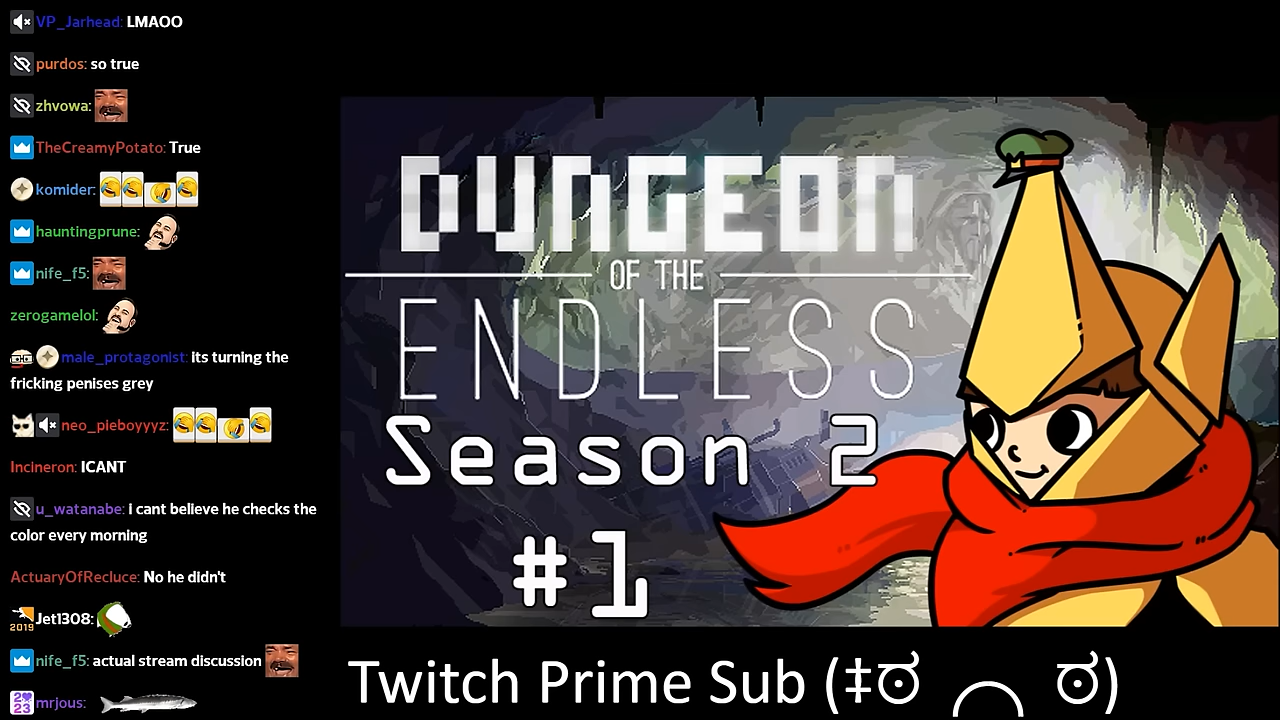 VP_Jarhead: LMAOO
purdos: so true
zhvowa:
TheCreamyPotato: True
komider:
hauntingprune:
nife_f5:
zerogamelol:
male_protagonist: its turning the
fricking penises grey
neo_pieboyyyz:
Incineron: ICANT
u_watanabe: i cant believe he checks the
color every morning
ActuaryOfRecluce: No he didn't
2019 Jet1308:
nife_f5: actual stream discussion
2023 mrjous:
DUNGEON
OF THE
ENDLESS
Season 2
#1
Twitch Prime Sub (‡ಠ ⁔ ಠ)